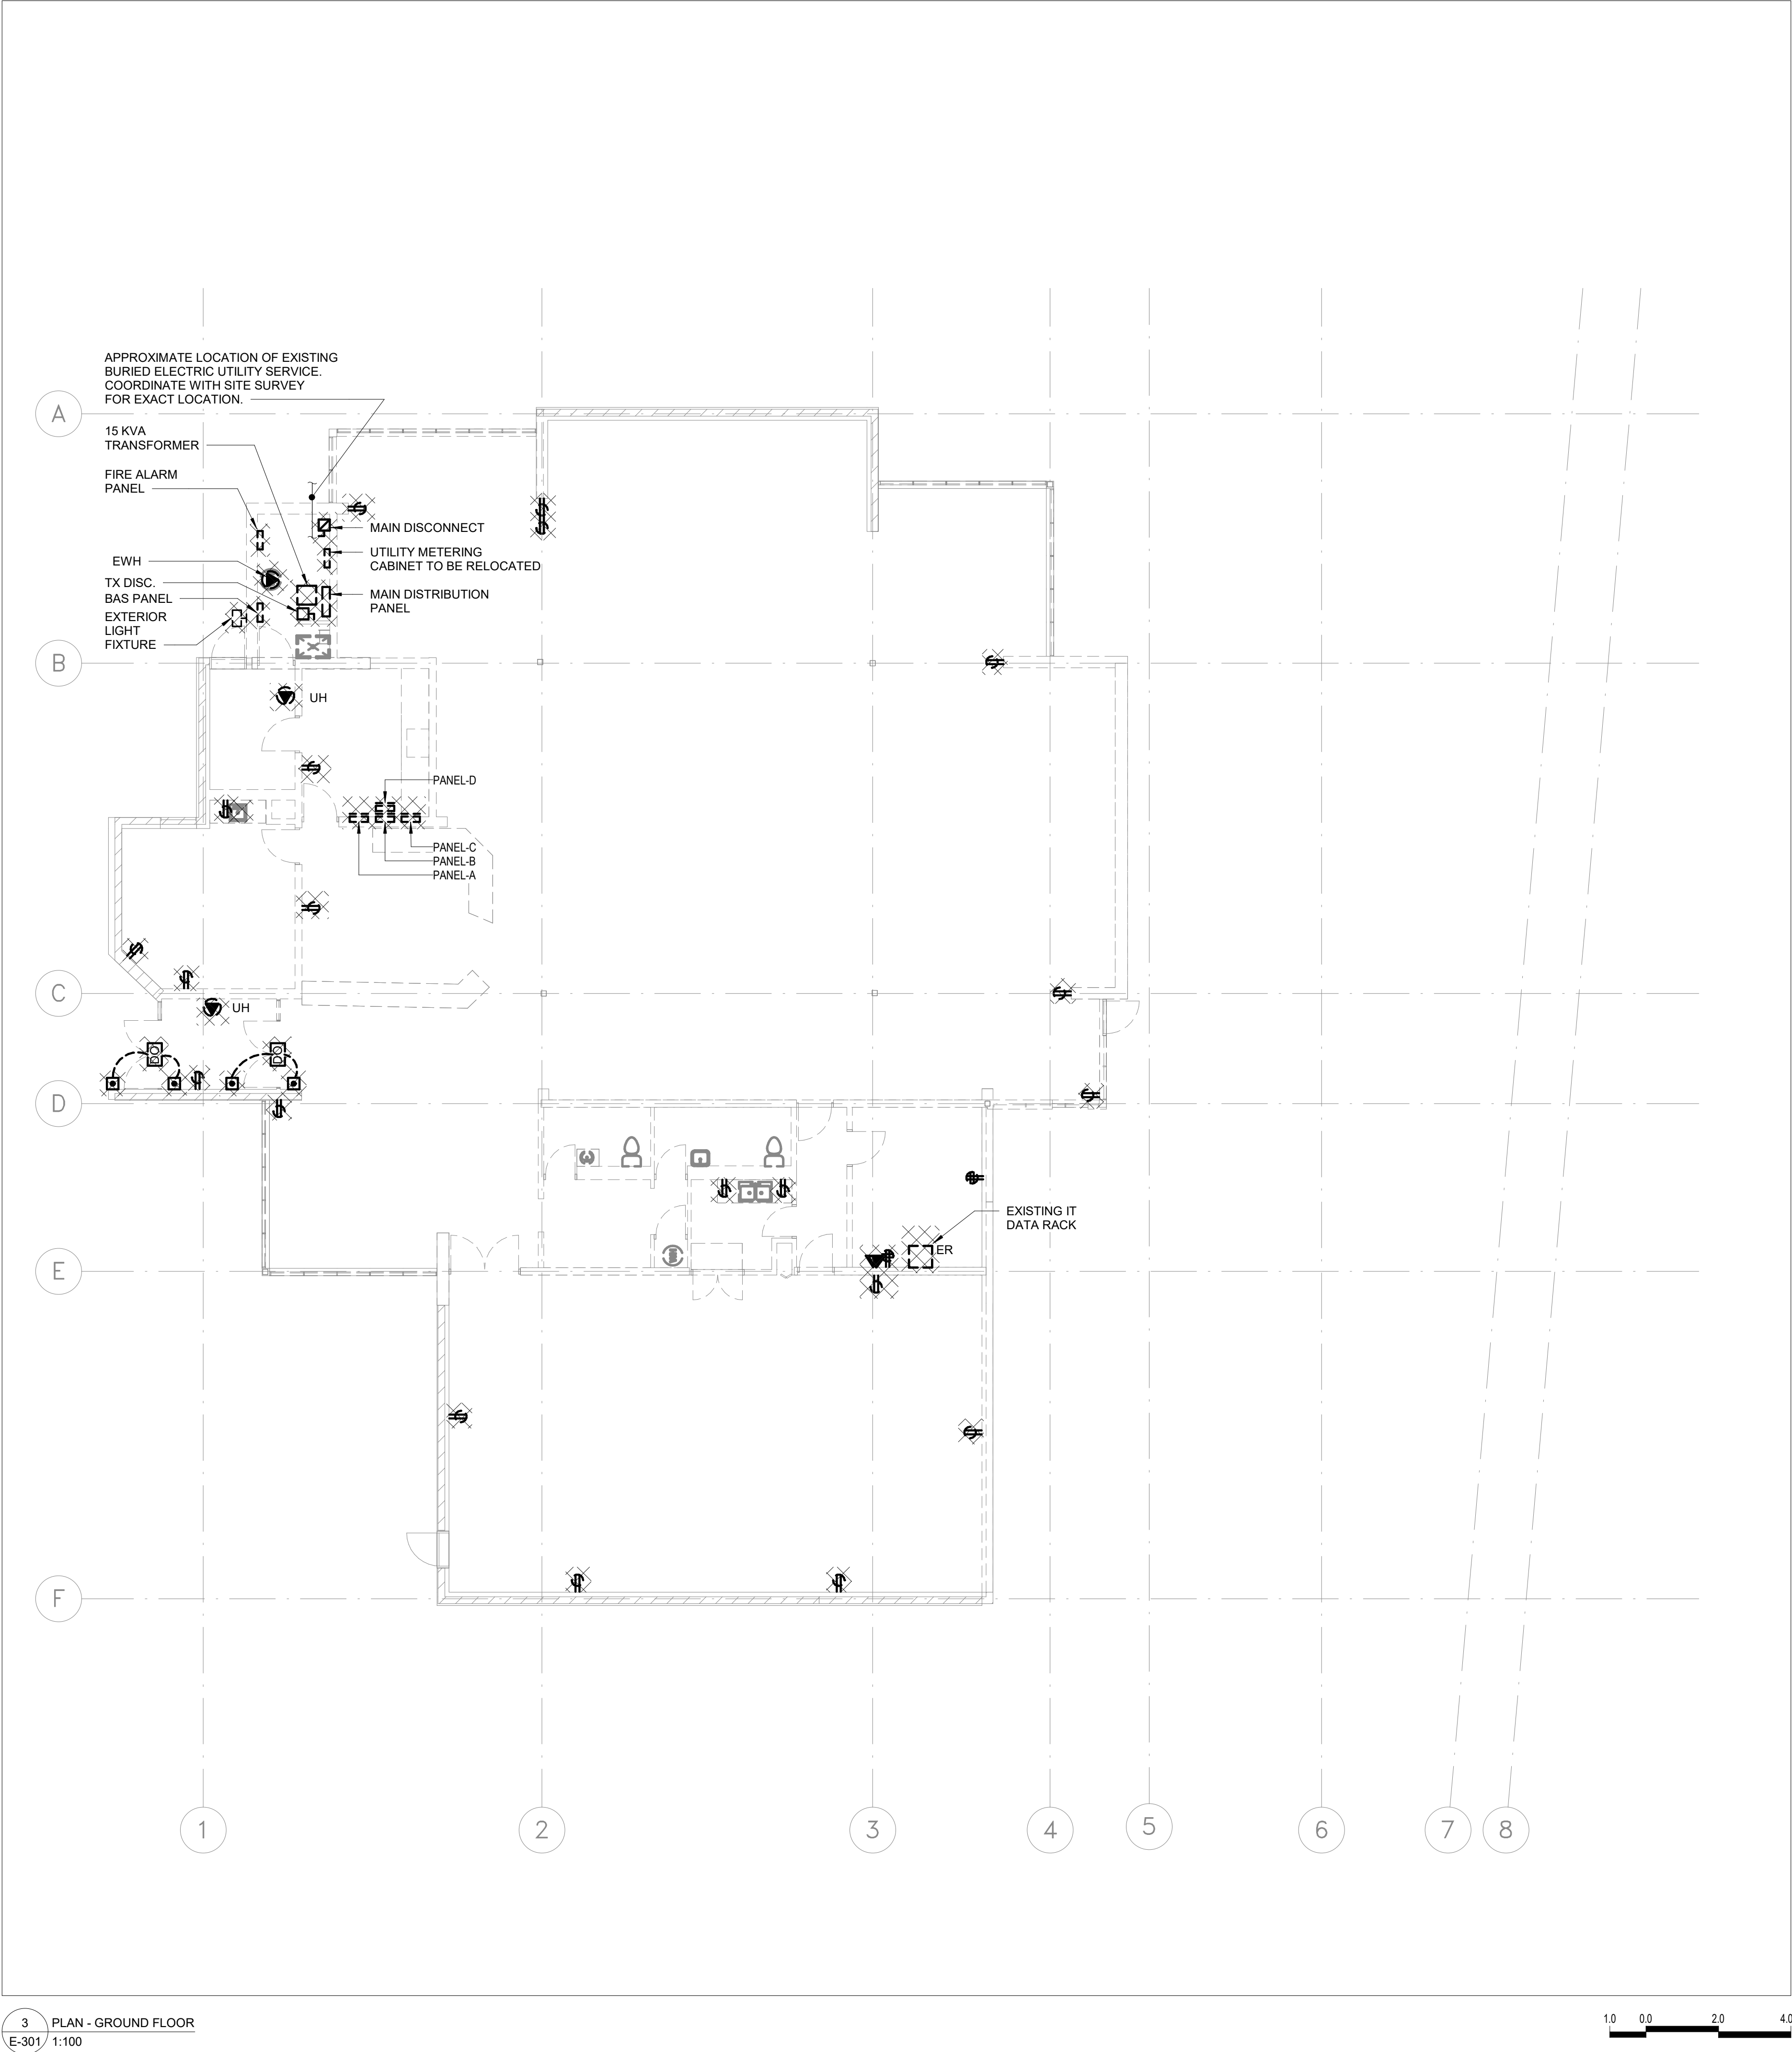 APPROXIMATE LOCATION OF EXISTING
BURIED ELECTRIC UTILITY SERVICE.
COORDINATE WITH SITE SURVEY
FOR EXACT LOCATION.
A
15 KVA
TRANSFORMER
FIRE ALARM
PANEL
MAIN DISCONNECT
UTILITY METERING
CABINET TO BE RELOCATED
EWH
TX DISC.
BAS PANEL
MAIN DISTRIBUTION
PANEL
EXTERIOR
LIGHT
FIXTURE
B
UH
PANEL-D
PANEL-C
PANEL-B
PANEL-A
C
UH
DO
DO
D
EXISTING IT
DATA RACK
ER
E
F
1
2
3
4
5
6
7
8
3
PLAN - GROUND FLOOR
E-301
1:100
1.0 0.0 2.0 4.0